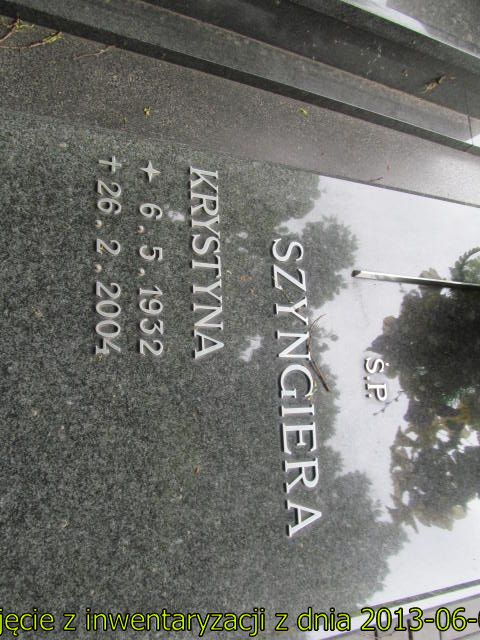 Ś.P.
SZYNGIERA
KRYSTYNA
✦ 6. 5. 1932
✝ 26. 2. 2004
jęcie z inwentaryzacji z dnia 2013-06-